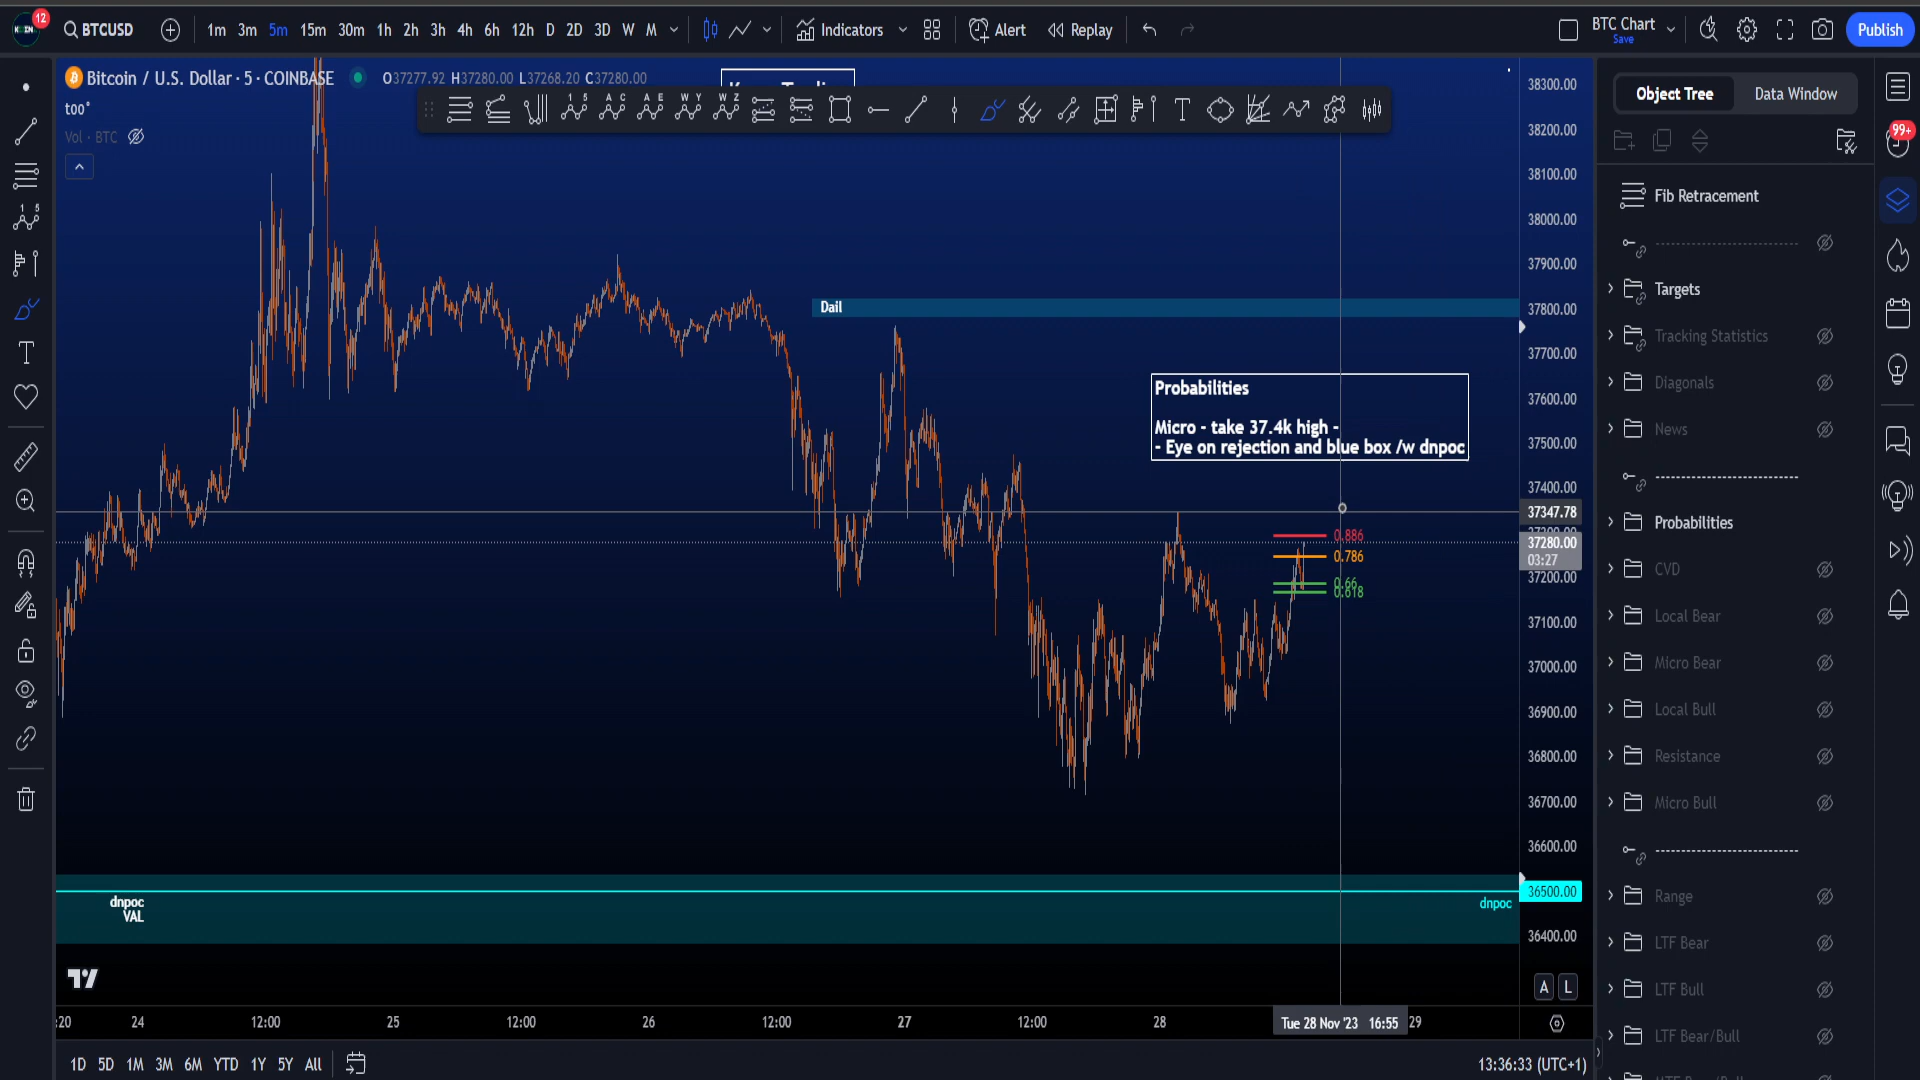 12
BTCUSD
1m 3m 5m 15m 30m 1h 2h 3h 4h 6h 12h D 2D 3D W M
Indicators
Alert
Replay
BTC Chart
Save
Publish
Bitcoin / U.S. Dollar · 5 · COINBASE
O37277.92 H37280.00 L37268.20 C37280.00
too*
Vol · BTC
Object Tree
Data Window
99+
Fib Retracement
Targets
Tracking Statistics
Diagonals
News
Probabilities
CVD
Local Bear
Micro Bear
Local Bull
Resistance
Micro Bull
Range
LTF Bear
LTF Bull
LTF Bear/Bull
Dail
Probabilities
Micro - take 37.4k high -
- Eye on rejection and blue box /w dnpoc
0.886
0.786
0.66
0.618
dnpoc
VAL
dnpoc
38300.00
38200.00
38100.00
38000.00
37900.00
37800.00
37700.00
37600.00
37500.00
37400.00
37347.78
37300.00
37280.00
03:27
37200.00
37100.00
37000.00
36900.00
36800.00
36700.00
36600.00
36500.00
36400.00
A L
:20 24 12:00 25 12:00 26 12:00 27 12:00 28 Tue 28 Nov '23 16:55 29
1D 5D 1M 3M 6M YTD 1Y 5Y All
13:36:33 (UTC+1)